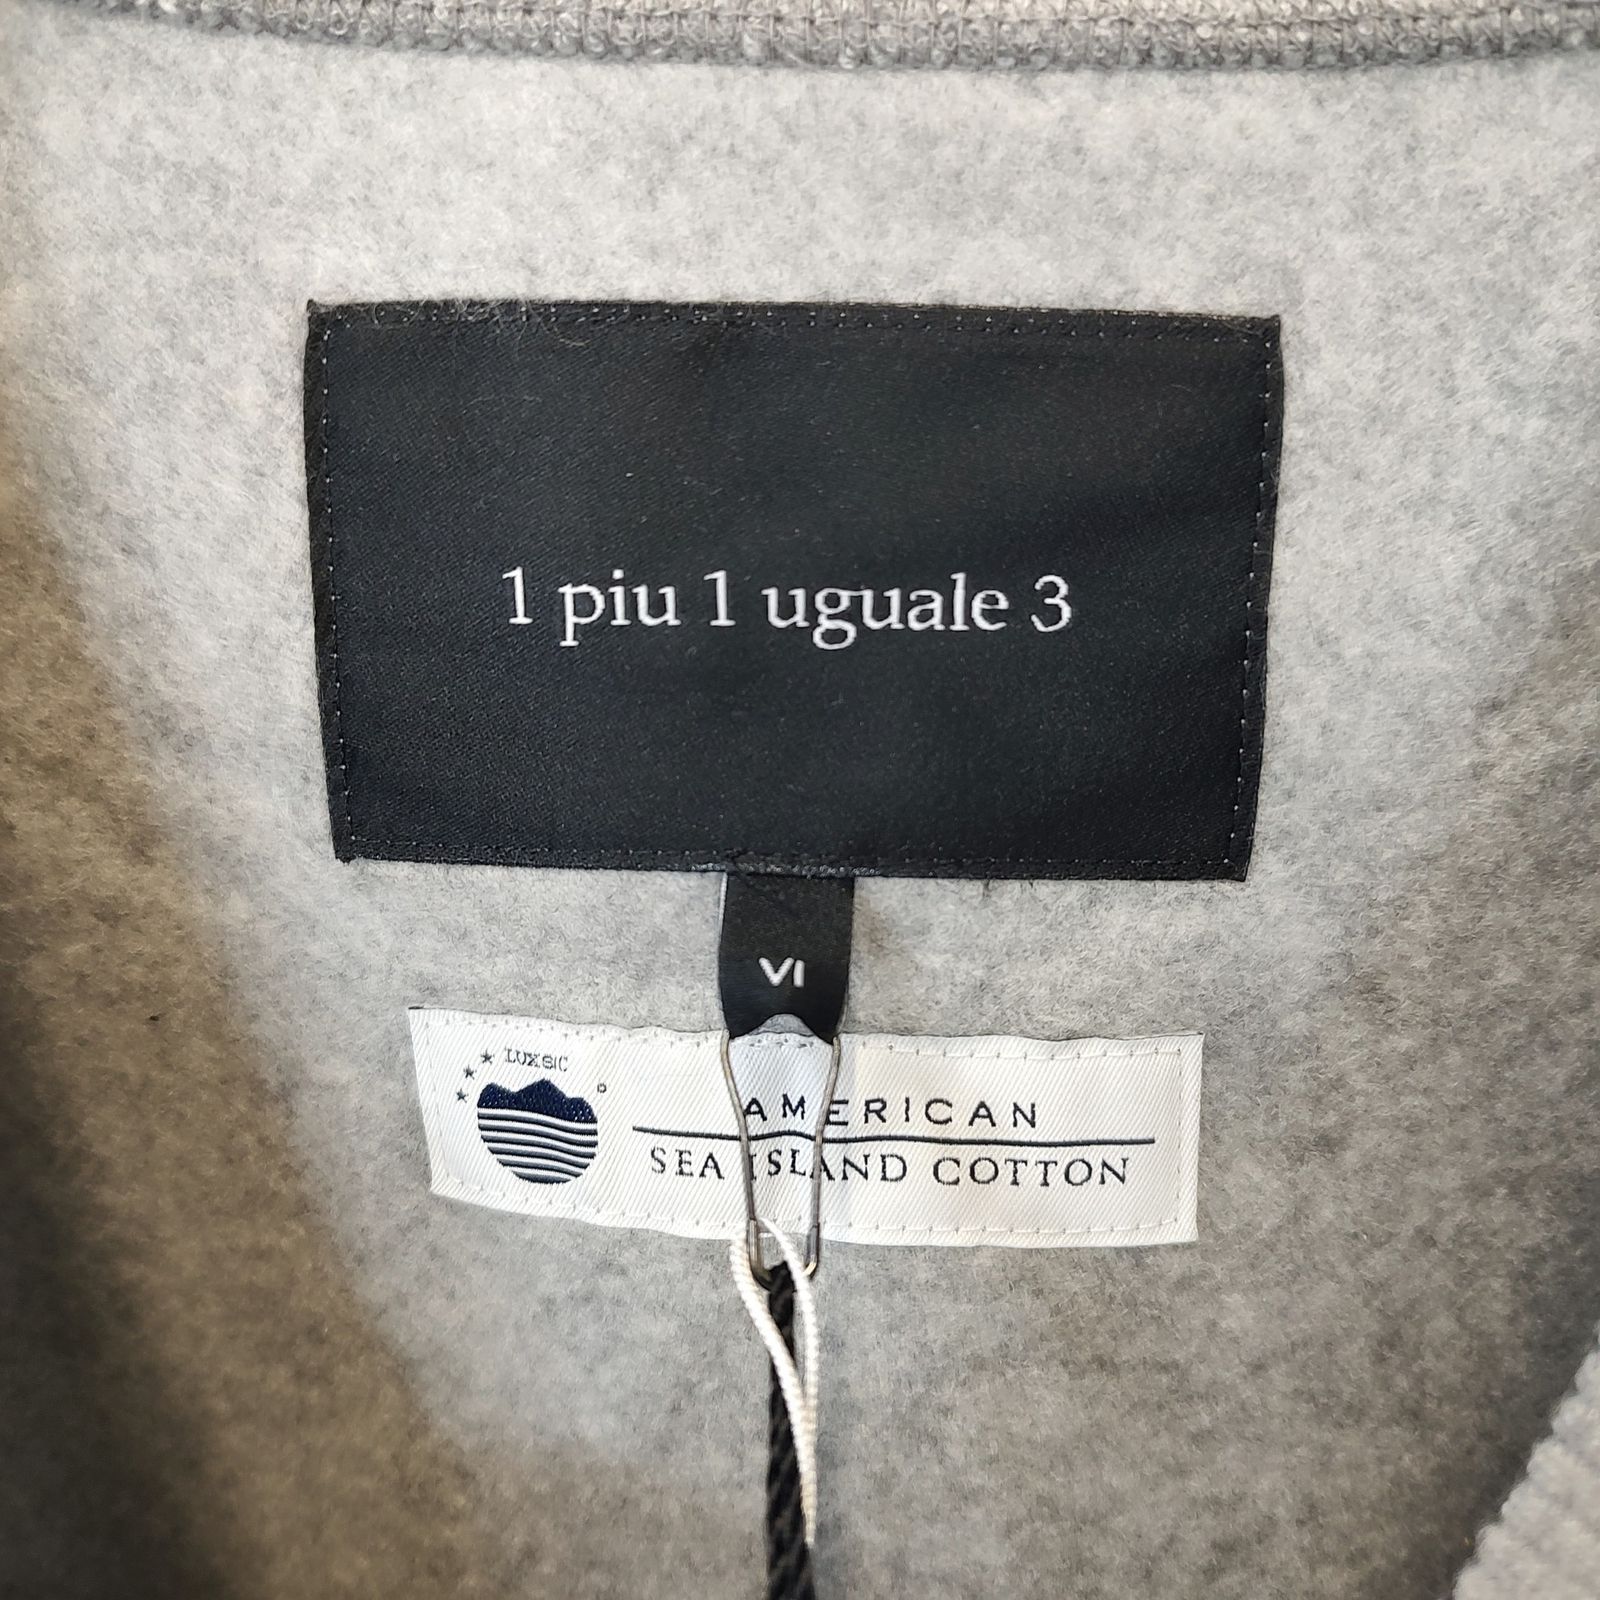 1 piu 1 uguale 3
VI
LUXSIC
AMERICAN
SEA ISLAND COTTON